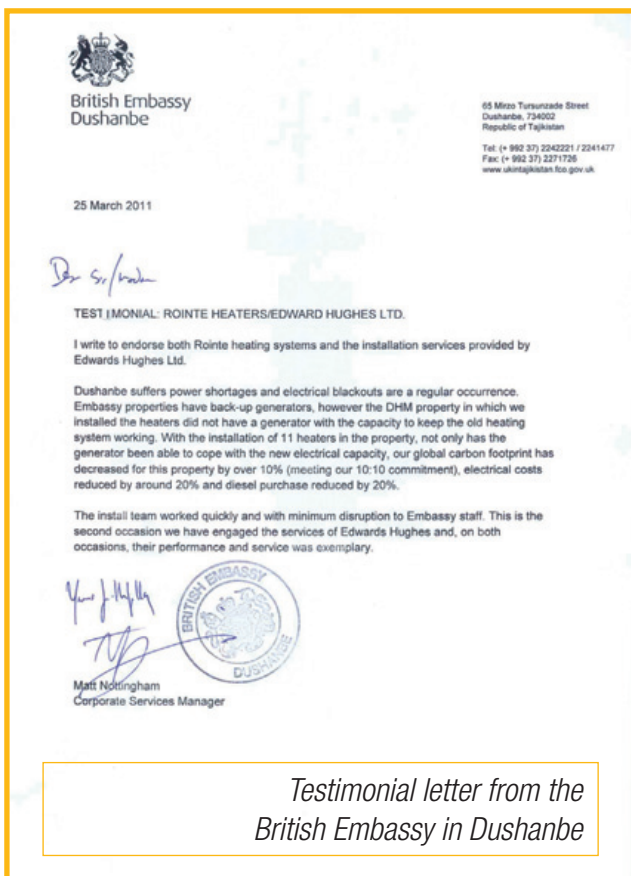 British Embassy
Dushanbe
65 Mirzo Tursunzade Street
Dushanbe, 734002
Republic of Tajikistan
Tel: (+ 992 37) 2242221 / 2241477
Fax: (+ 992 37) 2271726
www.ukintajikistan.fco.gov.uk
25 March 2011
Dear Sir/Madam
TESTIMONIAL: ROINTE HEATERS/EDWARD HUGHES LTD.
I write to endorse both Rointe heating systems and the installation services provided by
Edwards Hughes Ltd.
Dushanbe suffers power shortages and electrical blackouts are a regular occurrence.
Embassy properties have back-up generators, however the DHM property in which we
installed the heaters did not have a generator with the capacity to keep the old heating
system working. With the installation of 11 heaters in the property, not only has the
generator been able to cope with the new electrical capacity, our global carbon footprint has
decreased for this property by over 10% (meeting our 10:10 commitment), electrical costs
reduced by around 20% and diesel purchase reduced by 20%.
The install team worked quickly and with minimum disruption to Embassy staff. This is the
second occasion we have engaged the services of Edwards Hughes and, on both
occasions, their performance and service was exemplary.
BRITISH EMBASSY
DUSHANBE
Matt Nottingham
Corporate Services Manager
Testimonial letter from the
British Embassy in Dushanbe